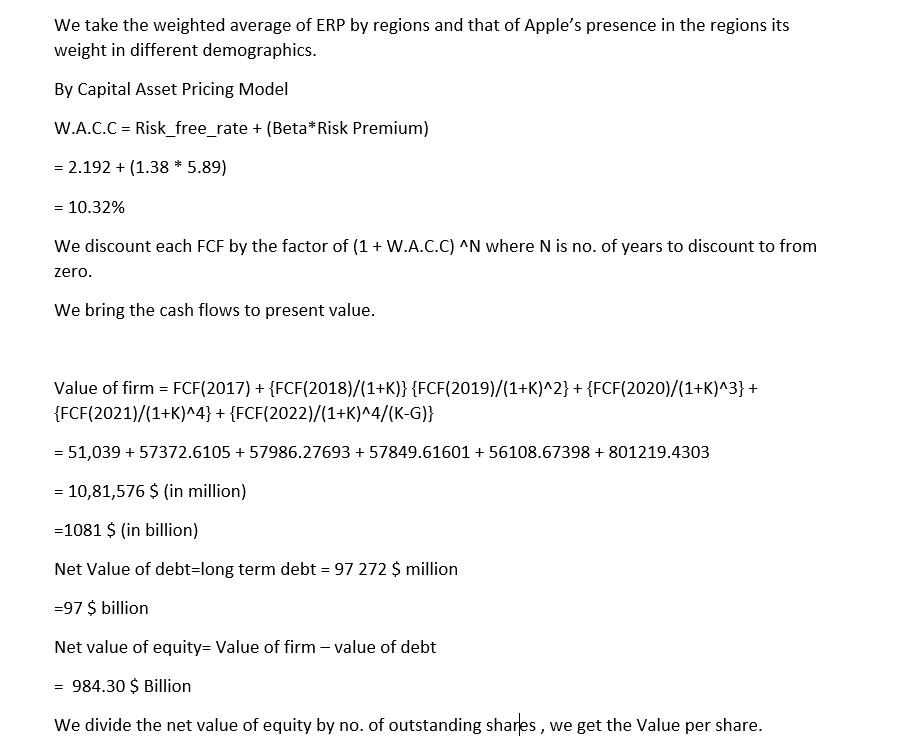 We take the weighted average of ERP by regions and that of Apple’s presence in the regions its
weight in different demographics.
By Capital Asset Pricing Model
W.A.C.C = Risk_free_rate + (Beta*Risk Premium)
= 2.192 + (1.38 * 5.89)
= 10.32%
We discount each FCF by the factor of (1 + W.A.C.C) ^N where N is no. of years to discount to from
zero.
We bring the cash flows to present value.
Value of firm = FCF(2017) + {FCF(2018)/(1+K)} {FCF(2019)/(1+K)^2} + {FCF(2020)/(1+K)^3} +
{FCF(2021)/(1+K)^4} + {FCF(2022)/(1+K)^4/(K-G)}
= 51,039 + 57372.6105 + 57986.27693 + 57849.61601 + 56108.67398 + 801219.4303
= 10,81,576 $ (in million)
=1081 $ (in billion)
Net Value of debt=long term debt = 97 272 $ million
=97 $ billion
Net value of equity= Value of firm – value of debt
=  984.30 $ Billion
We divide the net value of equity by no. of outstanding shares , we get the Value per share.